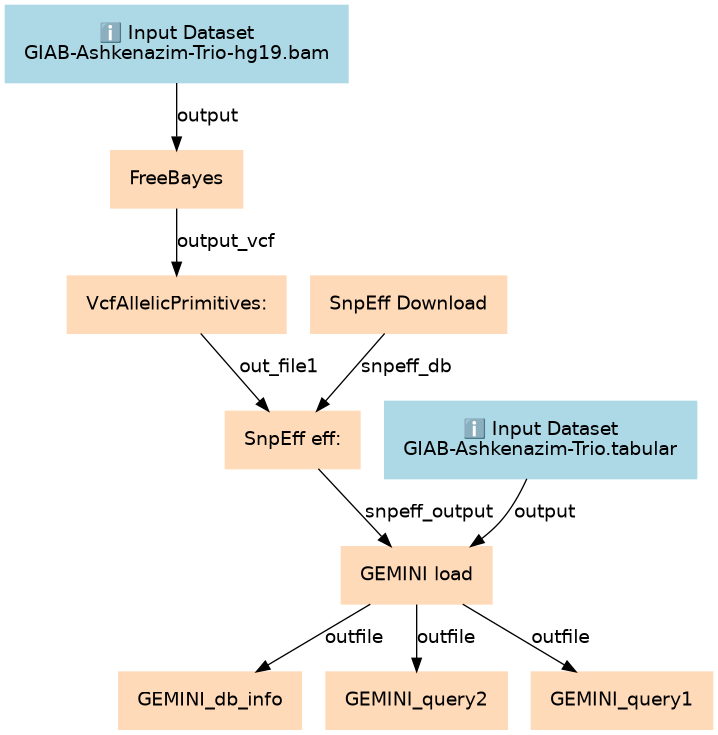 ℹ️ Input Dataset
GIAB-Ashkenazim-Trio-hg19.bam
output
FreeBayes
output_vcf
VcfAllelicPrimitives:
SnpEff Download
out_file1
snpeff_db
SnpEff eff:
ℹ️ Input Dataset
GIAB-Ashkenazim-Trio.tabular
snpeff_output
output
GEMINI load
outfile
outfile
outfile
GEMINI_db_info
GEMINI_query2
GEMINI_query1